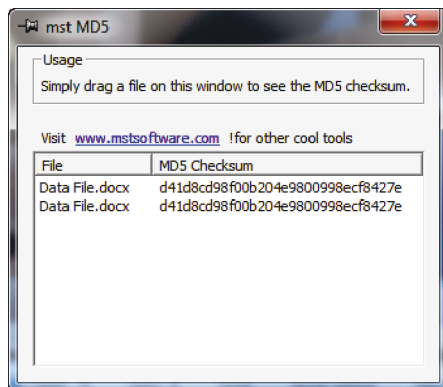 mst MD5
Usage
Simply drag a file on this window to see the MD5 checksum.
Visit www.mstsoftware.com !for other cool tools
File MD5 Checksum
Data File.docx d41d8cd98f00b204e9800998ecf8427e
Data File.docx d41d8cd98f00b204e9800998ecf8427e